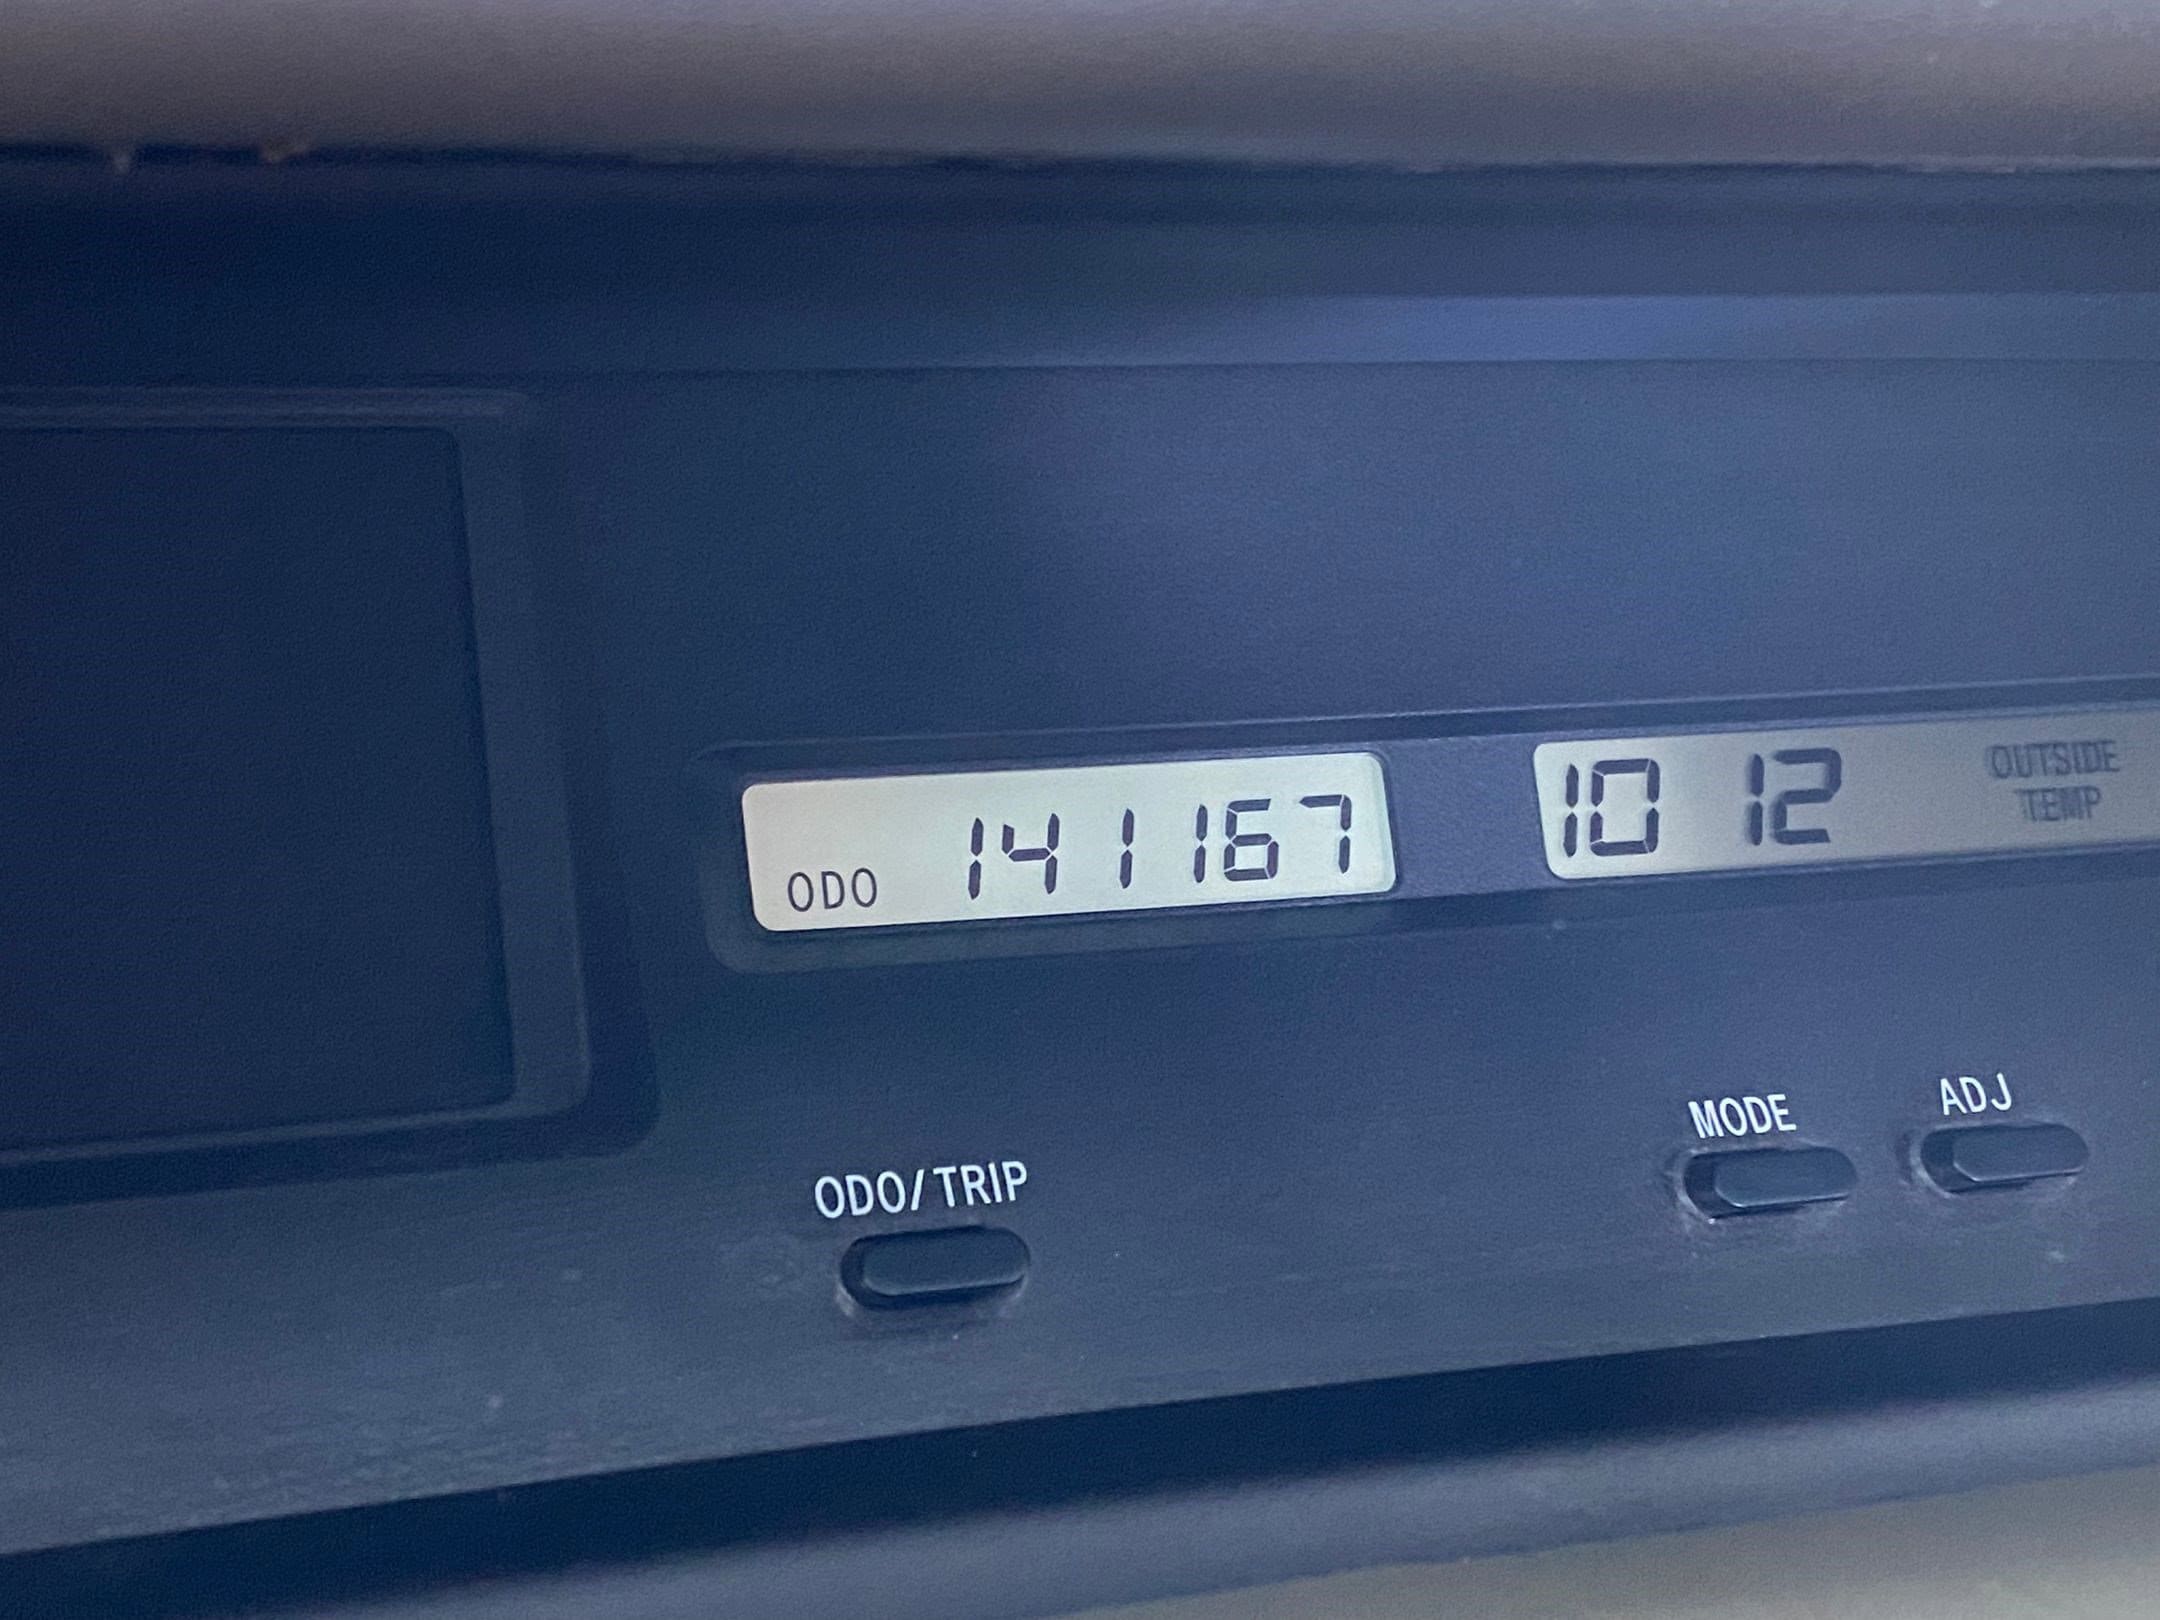 ODO 141167
10 12
OUTSIDE
TEMP
ODO/TRIP
MODE
ADJ